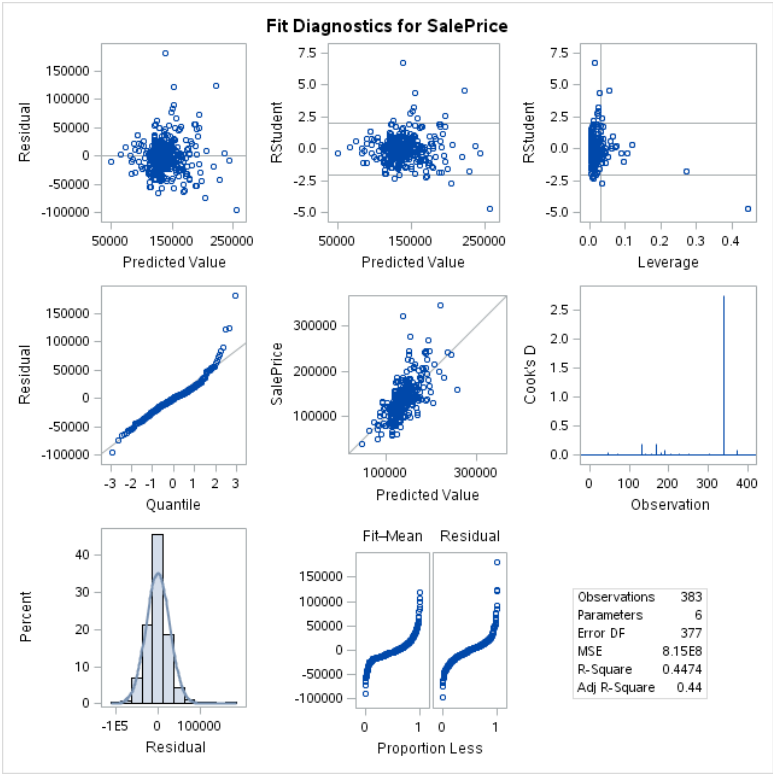 Fit Diagnostics for SalePrice
Residual
150000
100000
50000
0
-50000
-100000
50000 150000 250000
Predicted Value
RStudent
7.5
5.0
2.5
0.0
-2.5
-5.0
50000 150000 250000
Predicted Value
RStudent
7.5
5.0
2.5
0.0
-2.5
-5.0
0.0 0.1 0.2 0.3 0.4
Leverage
Residual
150000
100000
50000
0
-50000
-100000
-3 -2 -1 0 1 2 3
Quantile
SalePrice
300000
200000
100000
100000 300000
Predicted Value
Cook's D
2.5
2.0
1.5
1.0
0.5
0.0
0 100 200 300 400
Observation
Percent
40
30
20
10
0
-1E5 0 100000
Residual
Fit–Mean Residual
150000
100000
50000
0
-50000
-100000
0 1 0 1
Proportion Less
Observations 383
Parameters 6
Error DF 377
MSE 8.15E8
R-Square 0.4474
Adj R-Square 0.44